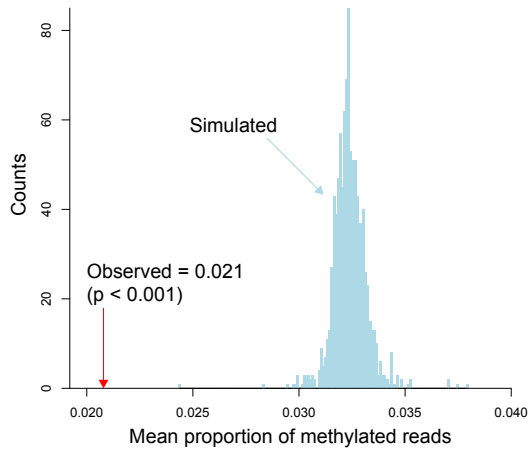 80
60
40
20
0
Counts
Simulated
Observed = 0.021
(p < 0.001)
0.020
0.025
0.030
0.035
0.040
Mean proportion of methylated reads